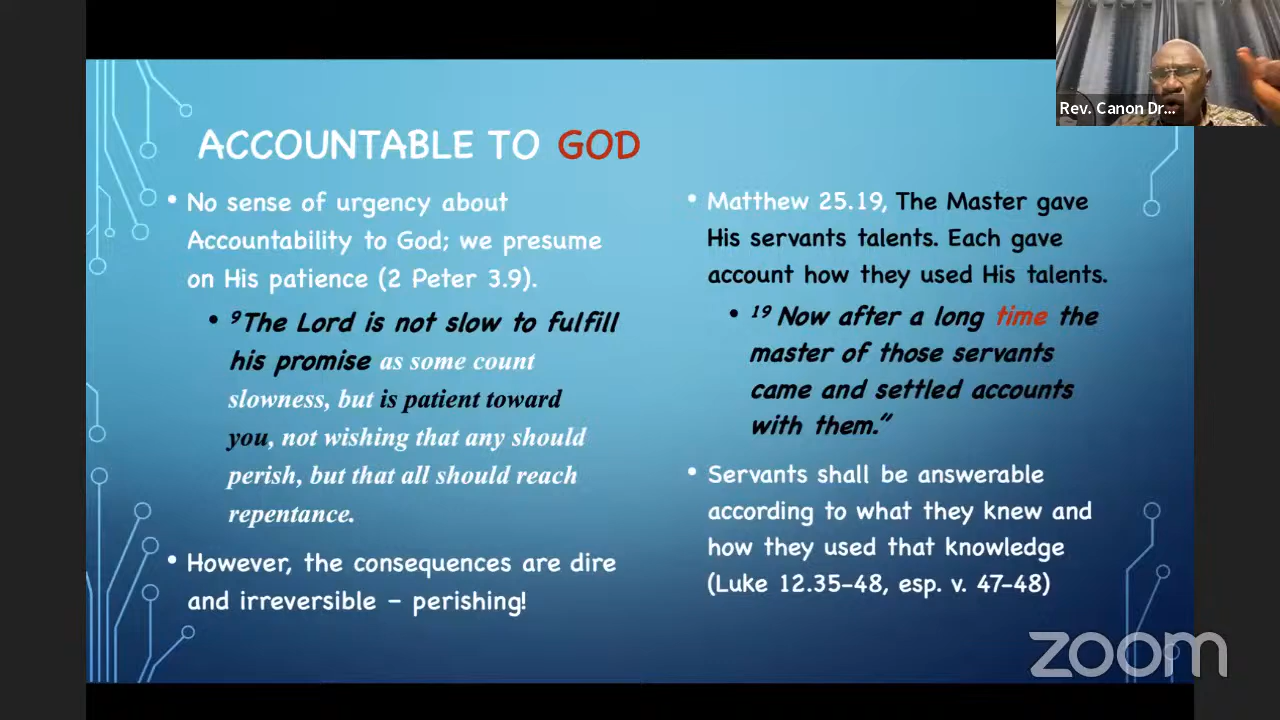 ACCOUNTABLE TO GOD
• No sense of urgency about
Accountability to God; we presume
on His patience (2 Peter 3.9).
• ⁹The Lord is not slow to fulfill
his promise as some count
slowness, but is patient toward
you, not wishing that any should
perish, but that all should reach
repentance.
• However, the consequences are dire
and irreversible – perishing!
• Matthew 25.19, The Master gave
His servants talents. Each gave
account how they used His talents.
• ¹⁹ Now after a long time the
master of those servants
came and settled accounts
with them.”
• Servants shall be answerable
according to what they knew and
how they used that knowledge
(Luke 12.35–48, esp. v. 47–48)
Rev. Canon Dr...
zoom